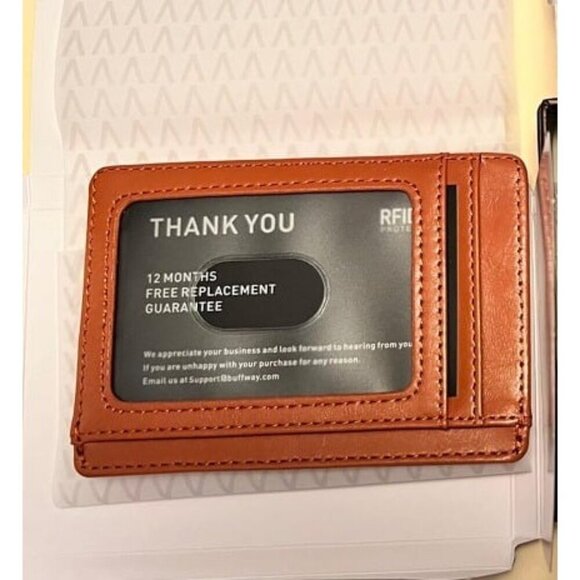 THANK YOU
RFID
PROTE
12 MONTHS
FREE REPLACEMENT
GUARANTEE
We appreciate your business and look forward to hearing from you
If you are unhappy with your purchase for any reason.
Email us at Support@buffway.com